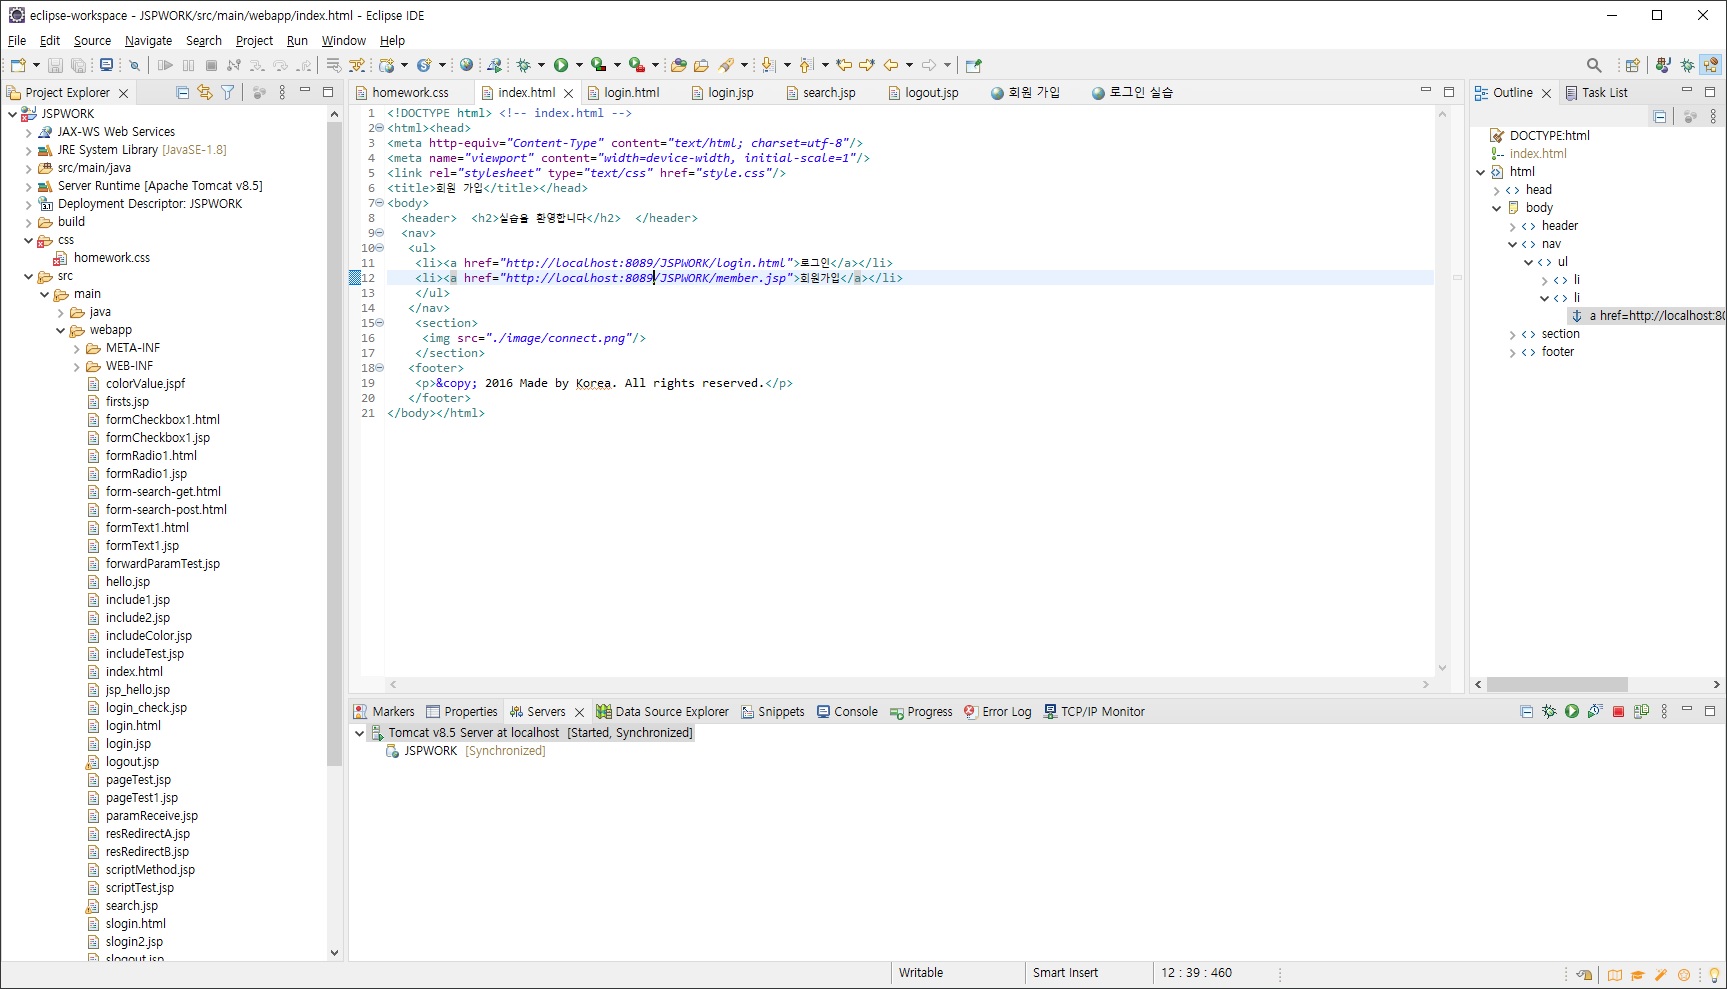 eclipse-workspace - JSPWORK/src/main/webapp/index.html - Eclipse IDE
File Edit Source Navigate Search Project Run Window Help
Project Explorer
JSPWORK
JAX-WS Web Services
JRE System Library [JavaSE-1.8]
src/main/java
Server Runtime [Apache Tomcat v8.5]
Deployment Descriptor: JSPWORK
build
css
homework.css
src
main
java
webapp
META-INF
WEB-INF
colorValue.jspf
firsts.jsp
formCheckbox1.html
formCheckbox1.jsp
formRadio1.html
formRadio1.jsp
form-search-get.html
form-search-post.html
formText1.html
formText1.jsp
forwardParamTest.jsp
hello.jsp
include1.jsp
include2.jsp
includeColor.jsp
includeTest.jsp
index.html
jsp_hello.jsp
login_check.jsp
login.html
login.jsp
logout.jsp
pageTest.jsp
pageTest1.jsp
paramReceive.jsp
resRedirectA.jsp
resRedirectB.jsp
scriptMethod.jsp
scriptTest.jsp
search.jsp
slogin.html
slogin2.jsp
slogout.jsp
homework.css index.html login.html login.jsp search.jsp logout.jsp 회원 가입 로그인 실습
1 <!DOCTYPE html> <!-- index.html -->
2 <html><head>
3 <meta http-equiv="Content-Type" content="text/html; charset=utf-8"/>
4 <meta name="viewport" content="width=device-width, initial-scale=1"/>
5 <link rel="stylesheet" type="text/css" href="style.css"/>
6 <title>회원 가입</title></head>
7 <body>
8 <header> <h2>실습을 환영합니다</h2> </header>
9 <nav>
10 <ul>
11 <li><a href="http://localhost:8089/JSPWORK/login.html">로그인</a></li>
12 <li><a href="http://localhost:8089/JSPWORK/member.jsp">회원가입</a></li>
13 </ul>
14 </nav>
15 <section>
16 <img src="./image/connect.png"/>
17 </section>
18 <footer>
19 <p>&copy; 2016 Made by Korea. All rights reserved.</p>
20 </footer>
21 </body></html>
Outline Task List
DOCTYPE:html
index.html
html
head
body
header
nav
ul
li
li
a href=http://localhost:80
section
footer
Markers Properties Servers Data Source Explorer Snippets Console Progress Error Log TCP/IP Monitor
Tomcat v8.5 Server at localhost [Started, Synchronized]
JSPWORK [Synchronized]
Writable Smart Insert 12 : 39 : 460